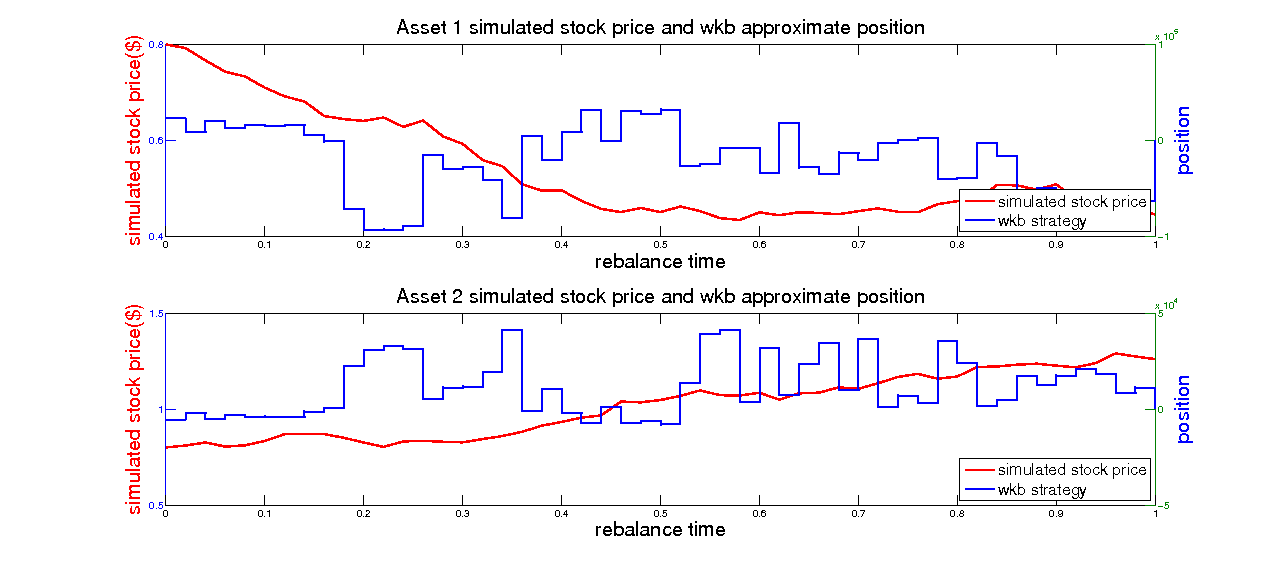 Asset 1 simulated stock price and wkb approximate position
x 10^5
simulated stock price($)
0.8
0.6
0.4
1
0
-1
position
simulated stock price
wkb strategy
0 0.1 0.2 0.3 0.4 0.5 0.6 0.7 0.8 0.9 1
rebalance time
Asset 2 simulated stock price and wkb approximate position
x 10^4
simulated stock price($)
1.5
1
0.5
5
0
-5
position
simulated stock price
wkb strategy
0 0.1 0.2 0.3 0.4 0.5 0.6 0.7 0.8 0.9 1
rebalance time